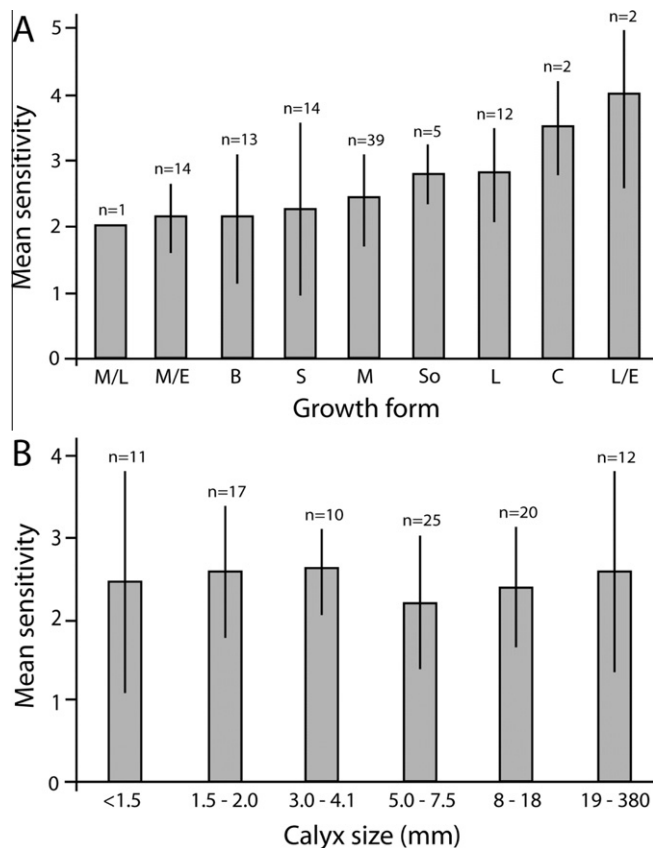 A
Mean sensitivity
5
4
3
2
1
0
n=1
n=14
n=13
n=14
n=39
n=5
n=12
n=2
n=2
M/L M/E B S M So L C L/E
Growth form
B
Mean sensitivity
4
3
2
1
0
n=11
n=17
n=10
n=25
n=20
n=12
<1.5 1.5 - 2.0 3.0 - 4.1 5.0 - 7.5 8 - 18 19 - 380
Calyx size (mm)